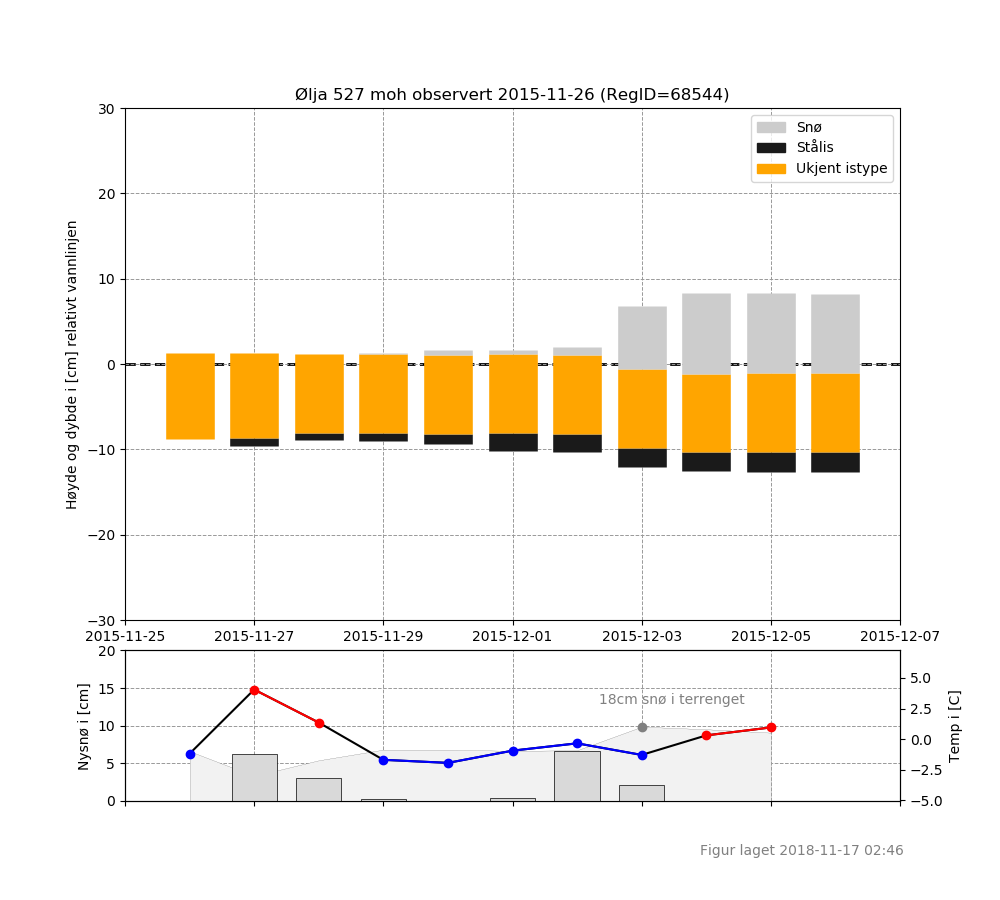 Ølja 527 moh observert 2015-11-26 (RegID=68544)
Høyde og dybde i [cm] relativt vannlinjen
30
20
10
0
−10
−20
−30
Snø
Stålis
Ukjent istype
2015-11-25 2015-11-27 2015-11-29 2015-12-01 2015-12-03 2015-12-05 2015-12-07
Nysnø i [cm]
20
15
10
5
0
18cm snø i terrenget
5.0
2.5
0.0
−2.5
−5.0
Temp i [C]
Figur laget 2018-11-17 02:46